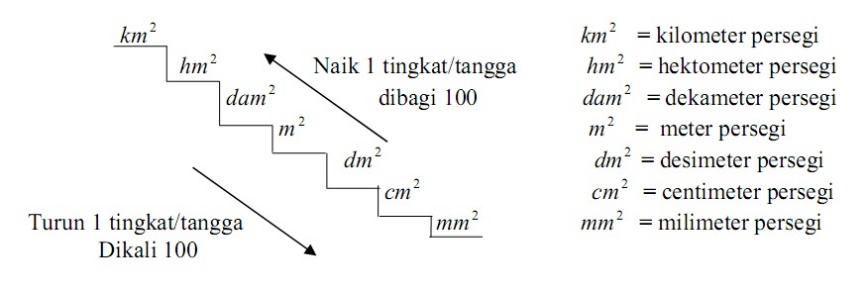 km²
hm²
dam²
m²
dm²
cm²
mm²
Naik 1 tingkat/tangga
dibagi 100
Turun 1 tingkat/tangga
Dikali 100
km² = kilometer persegi
hm² = hektometer persegi
dam² = dekameter persegi
m² = meter persegi
dm² = desimeter persegi
cm² = centimeter persegi
mm² = milimeter persegi